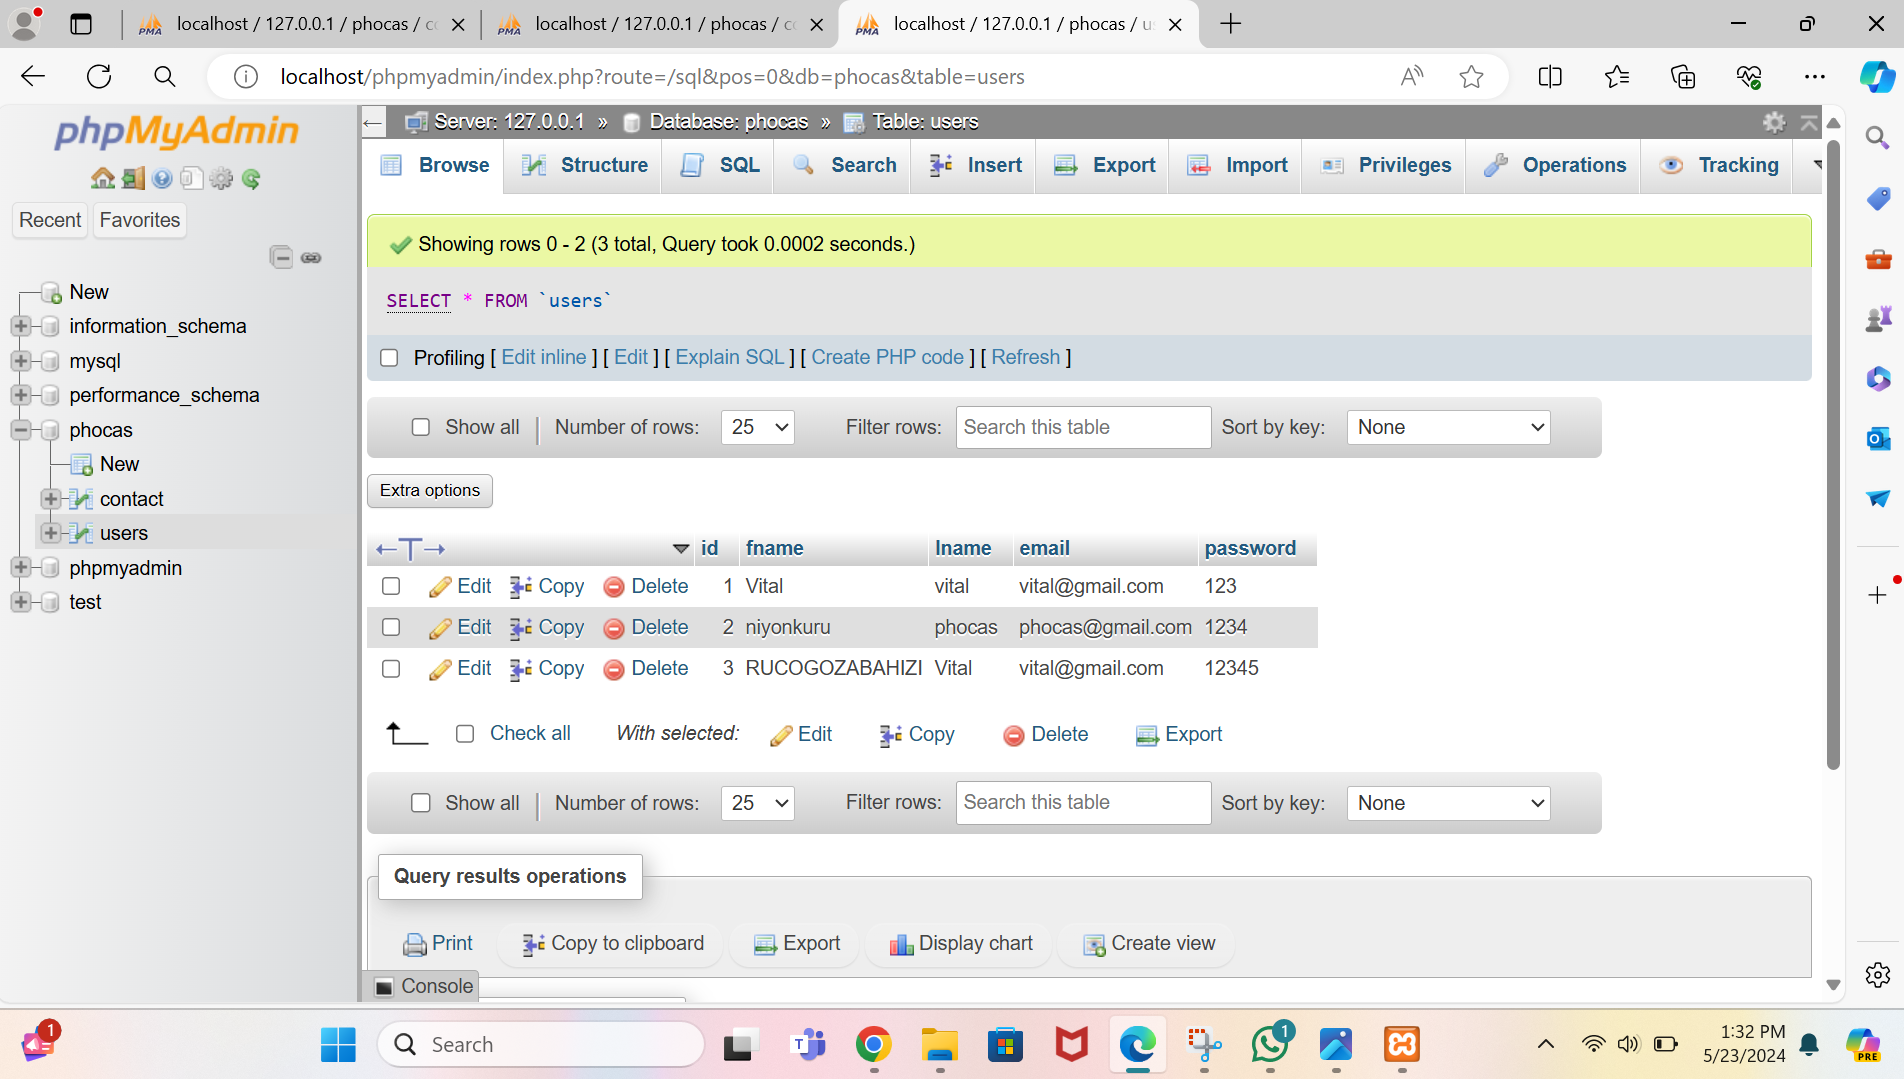 localhost / 127.0.0.1 / phocas / co
localhost / 127.0.0.1 / phocas / co
localhost / 127.0.0.1 / phocas / us
localhost/phpmyadmin/index.php?route=/sql&pos=0&db=phocas&table=users
phpMyAdmin
Recent Favorites
New
information_schema
mysql
performance_schema
phocas
New
contact
users
phpmyadmin
test
Server: 127.0.0.1 » Database: phocas » Table: users
Browse Structure SQL Search Insert Export Import Privileges Operations Tracking
Showing rows 0 - 2 (3 total, Query took 0.0002 seconds.)
SELECT * FROM `users`
Profiling [ Edit inline ] [ Edit ] [ Explain SQL ] [ Create PHP code ] [ Refresh ]
Show all | Number of rows: 25 Filter rows: Search this table Sort by key: None
Extra options
←T→ id fname lname email password
Edit Copy Delete 1 Vital vital vital@gmail.com 123
Edit Copy Delete 2 niyonkuru phocas phocas@gmail.com 1234
Edit Copy Delete 3 RUCOGOZABAHIZI Vital vital@gmail.com 12345
Check all With selected: Edit Copy Delete Export
Show all | Number of rows: 25 Filter rows: Search this table Sort by key: None
Query results operations
Print Copy to clipboard Export Display chart Create view
Console
1
Search
1
1:32 PM
5/23/2024
PRE